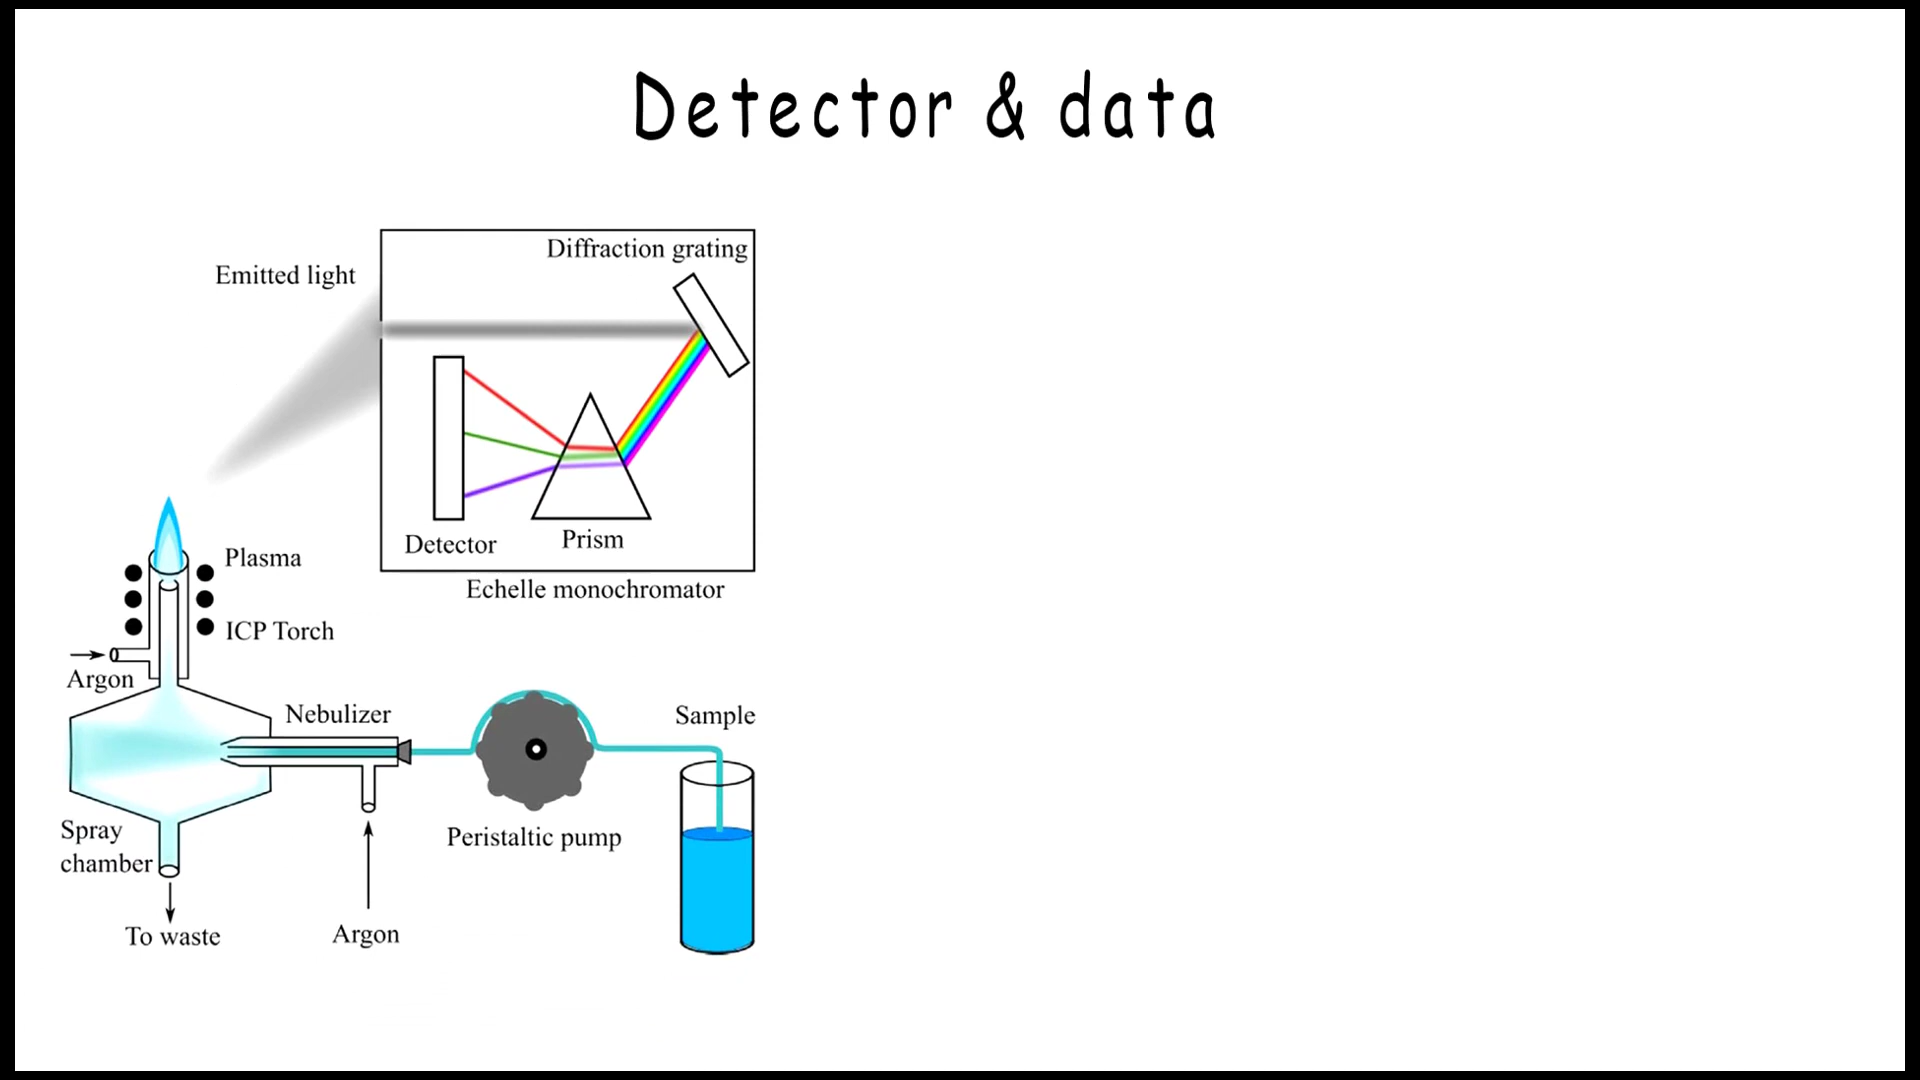 Detector & data
Diffraction grating
Emitted light
Detector
Prism
Echelle monochromator
Plasma
ICP Torch
Argon
Nebulizer
Sample
Spray
chamber
Peristaltic pump
To waste
Argon